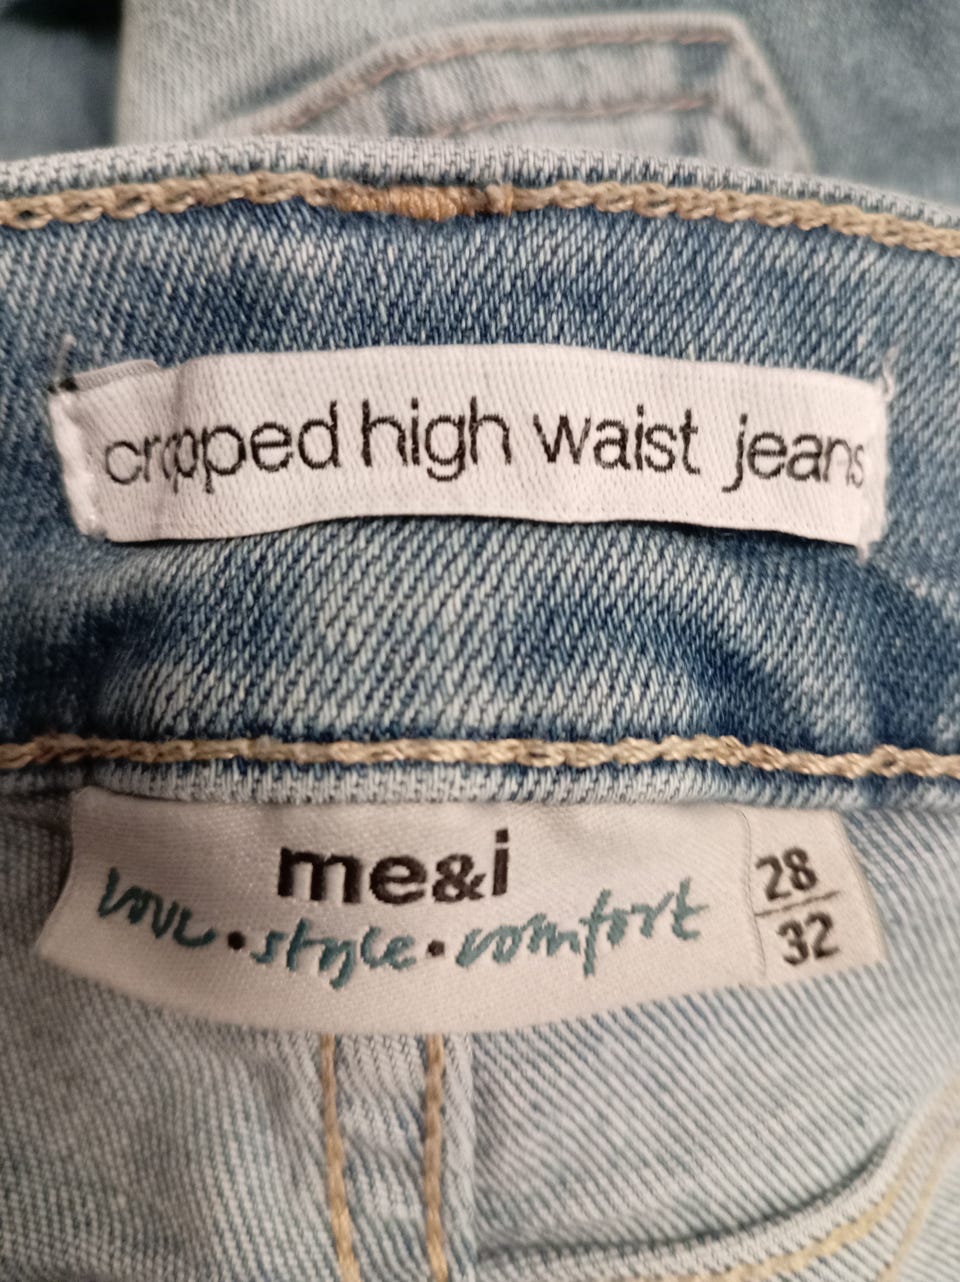 cropped high waist jeans
me&i
love • style • comfort
28
32